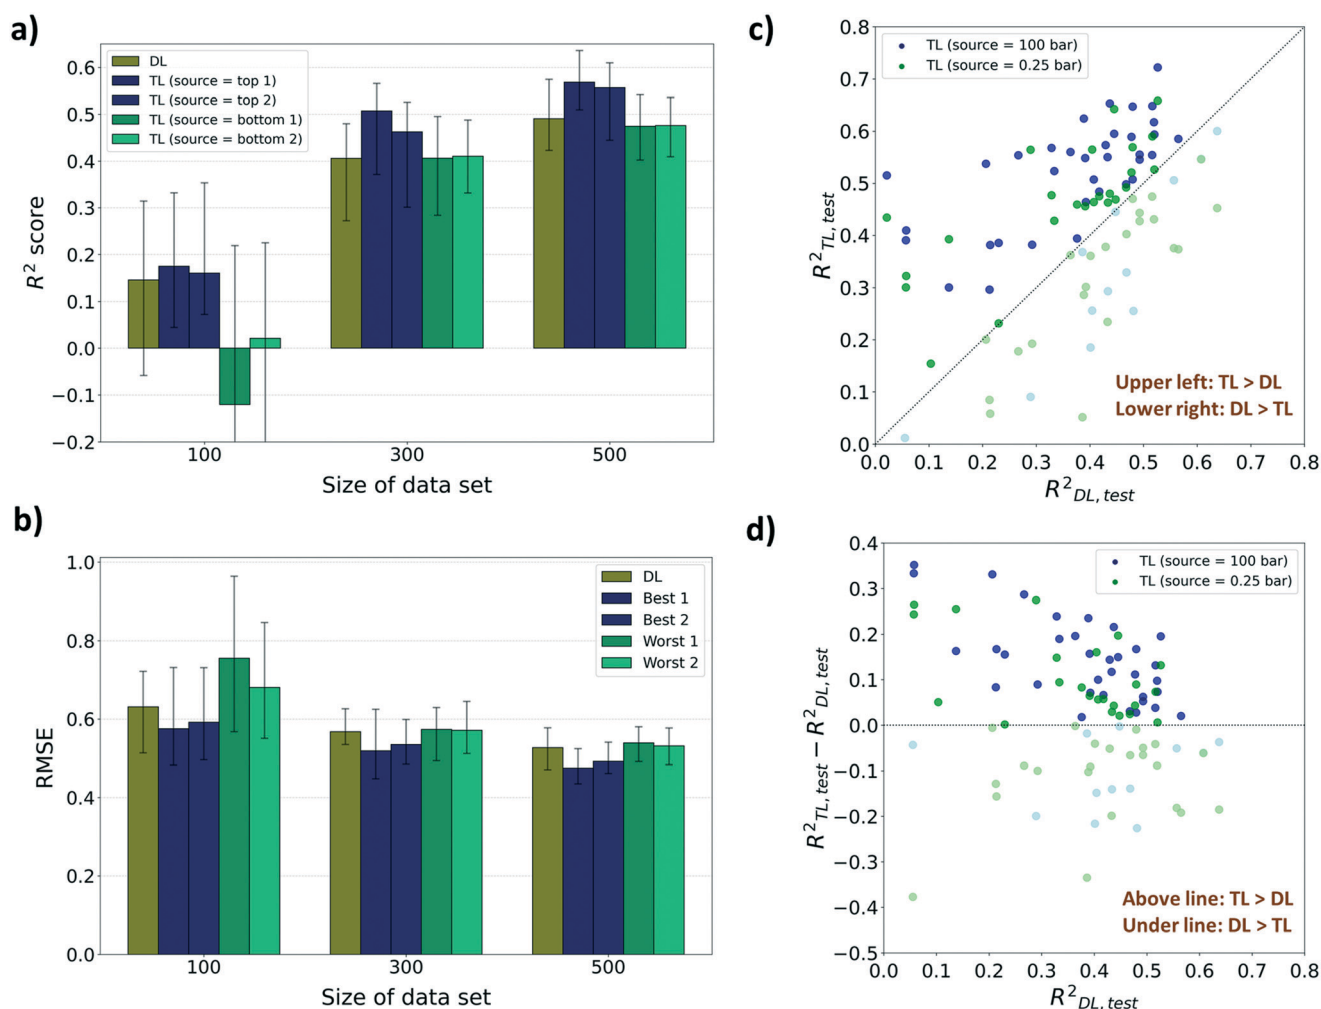 a)
0.6
0.5
0.4
0.3
0.2
0.1
0.0
−0.1
−0.2
R² score
DL
TL (source = top 1)
TL (source = top 2)
TL (source = bottom 1)
TL (source = bottom 2)
100
300
500
Size of data set
b)
1.0
0.8
0.6
0.4
0.2
0.0
RMSE
DL
Best 1
Best 2
Worst 1
Worst 2
100
300
500
Size of data set
c)
0.8
0.7
0.6
0.5
0.4
0.3
0.2
0.1
0.0
R²TL, test
TL (source = 100 bar)
TL (source = 0.25 bar)
Upper left: TL > DL
Lower right: DL > TL
0.0 0.1 0.2 0.3 0.4 0.5 0.6 0.7 0.8
R²DL, test
d)
0.4
0.3
0.2
0.1
0.0
−0.1
−0.2
−0.3
−0.4
−0.5
R²TL, test − R²DL, test
TL (source = 100 bar)
TL (source = 0.25 bar)
Above line: TL > DL
Under line: DL > TL
0.0 0.1 0.2 0.3 0.4 0.5 0.6 0.7 0.8
R²DL, test